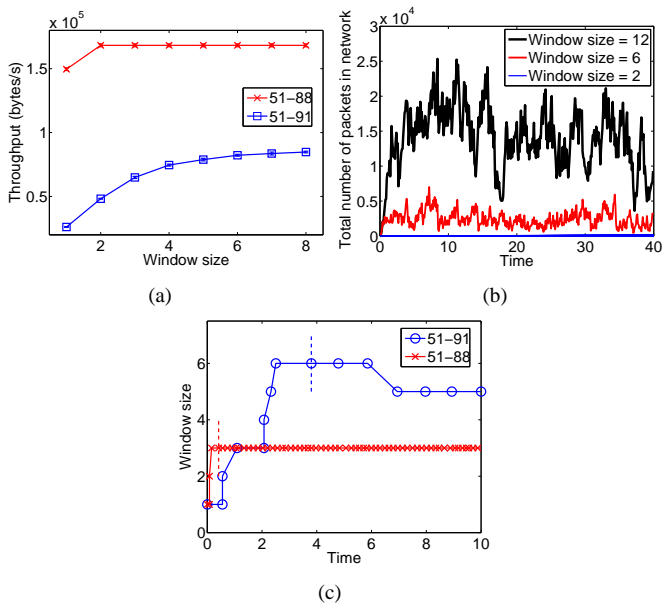 x 10^5
1.5
1
0.5
2 4 6 8
Throughput (bytes/s)
Window size
51−88
51−91
(a)
x 10^4
3
2.5
2
1.5
1
0.5
0
0 10 20 30 40
Total number of packets in network
Time
Window size = 12
Window size = 6
Window size = 2
(b)
6
4
2
0
0 2 4 6 8 10
Window size
Time
51−91
51−88
(c)